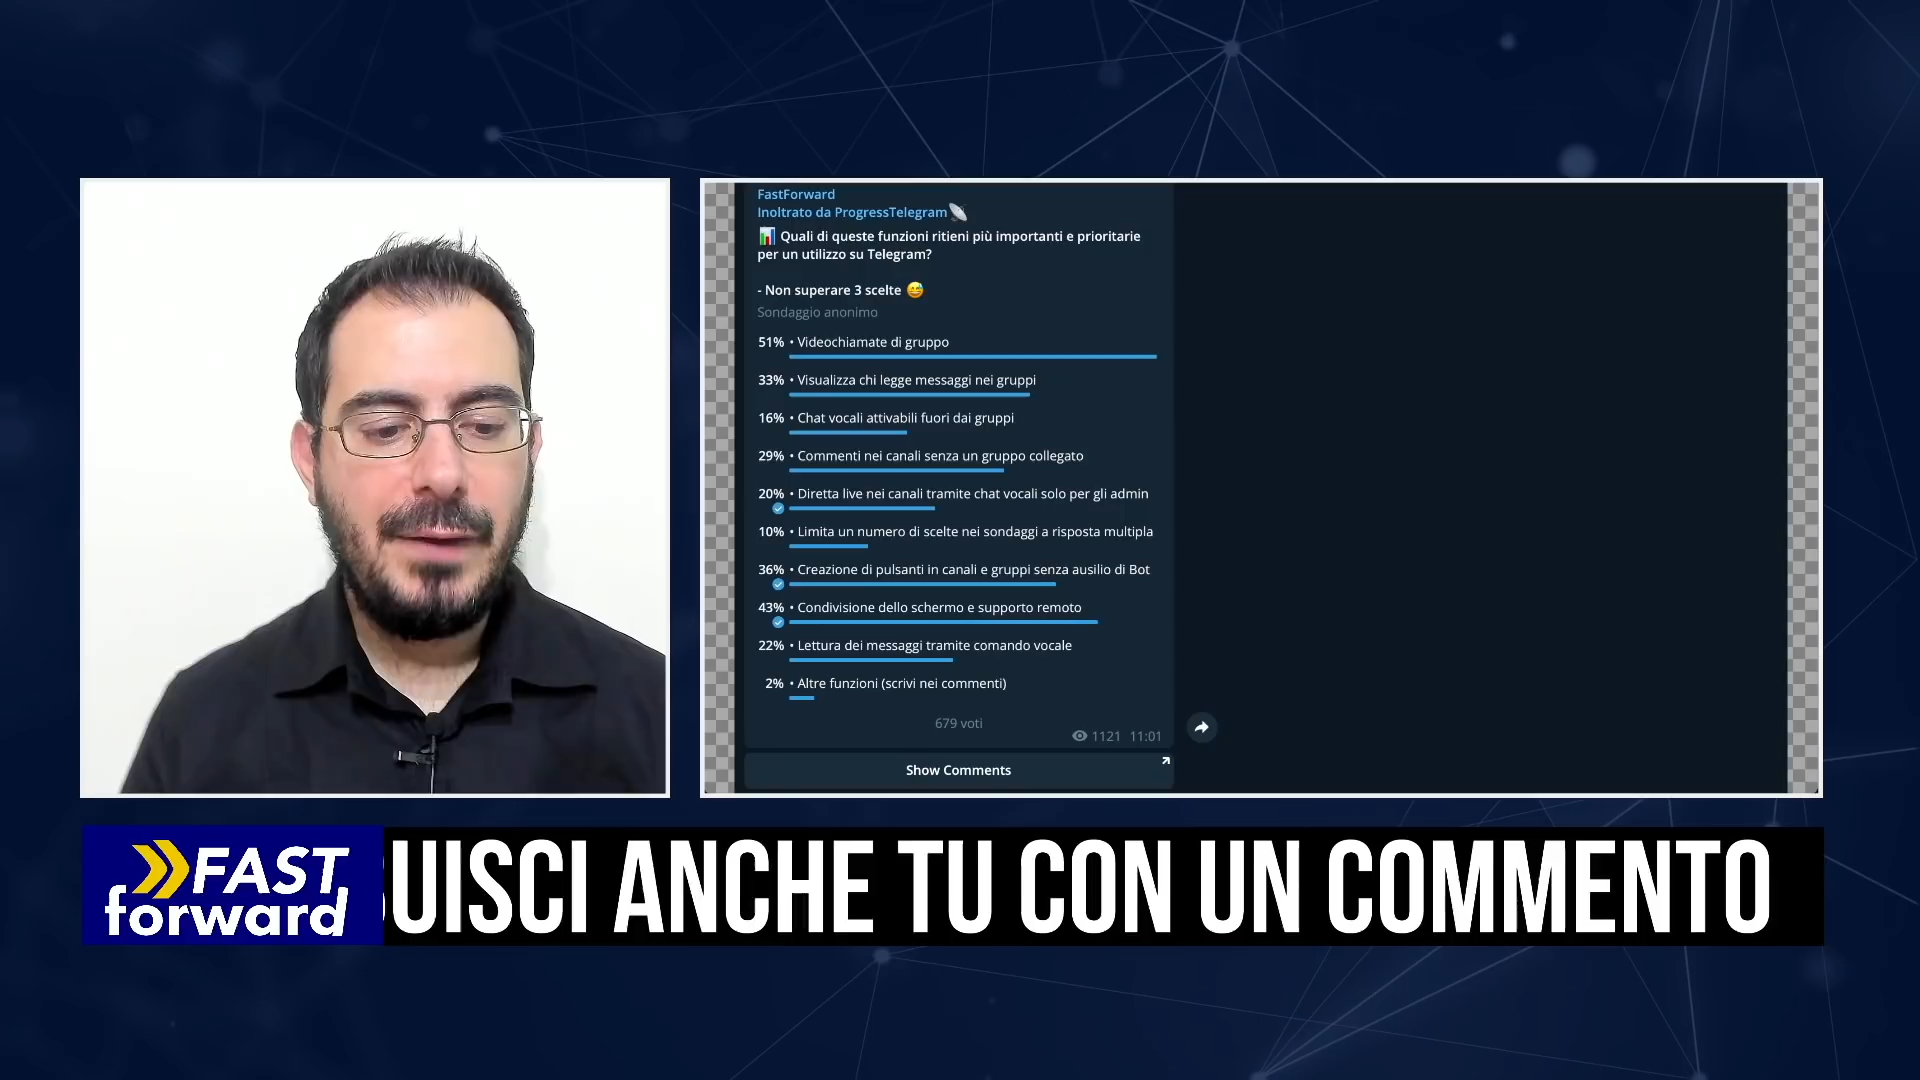 FastForward
Inoltrato da ProgressTelegram
Quali di queste funzioni ritieni più importanti e prioritarie
per un utilizzo su Telegram?
- Non superare 3 scelte
Sondaggio anonimo
51% • Videochiamate di gruppo
33% • Visualizza chi legge messaggi nei gruppi
16% • Chat vocali attivabili fuori dai gruppi
29% • Commenti nei canali senza un gruppo collegato
20% • Diretta live nei canali tramite chat vocali solo per gli admin
10% • Limita un numero di scelte nei sondaggi a risposta multipla
36% • Creazione di pulsanti in canali e gruppi senza ausilio di Bot
43% • Condivisione dello schermo e supporto remoto
22% • Lettura dei messaggi tramite comando vocale
2% • Altre funzioni (scrivi nei commenti)
679 voti
1121 11:01
Show Comments
FAST
forward
UISCI ANCHE TU CON UN COMMENTO